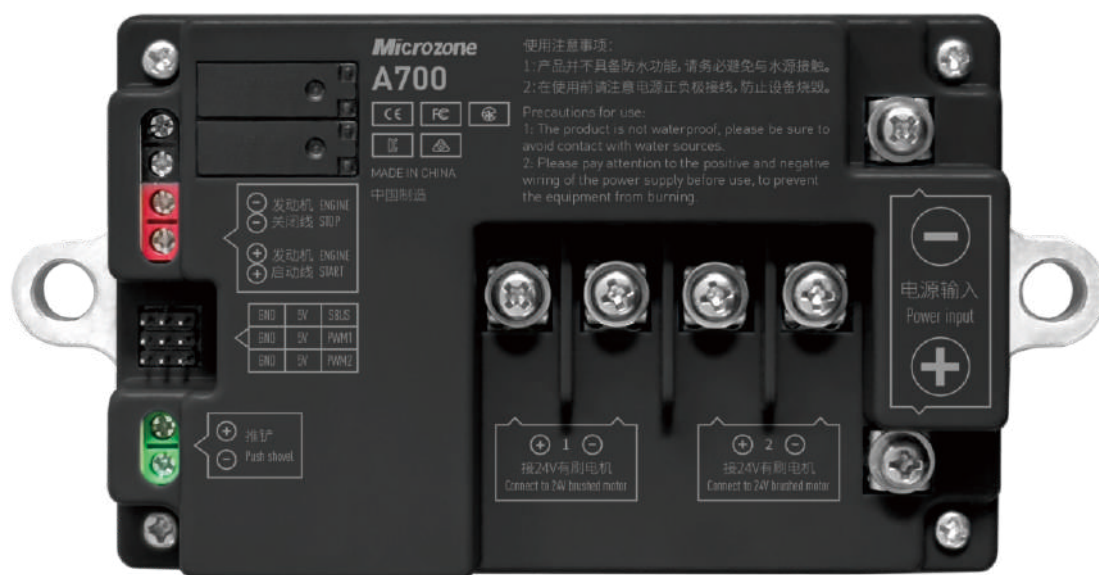 Microzone
A700
CE FC
MADE IN CHINA
中国制造
使用注意事项:
1:产品并不具备防水功能,请务必避免与水源接触。
2:在使用前请注意电源正负极接线,防止设备烧毁。
Precautions for use:
1: The product is not waterproof, please be sure to
avoid contact with water sources.
2: Please pay attention to the positive and negative
wiring of the power supply before use, to prevent
the equipment from burning.
⊖ 发动机 ENGINE
⊖ 关闭线 STOP
⊕ 发动机 ENGINE
⊕ 启动线 START
GND 5V SBUS
GND 5V PWM1
GND 5V PWM2
⊕ 推铲
⊖ Push shovel
⊕ 1 ⊖
接24V有刷电机
Connect to 24V brushed motor
⊕ 2 ⊖
接24V有刷电机
Connect to 24V brushed motor
⊖
电源输入
Power input
⊕